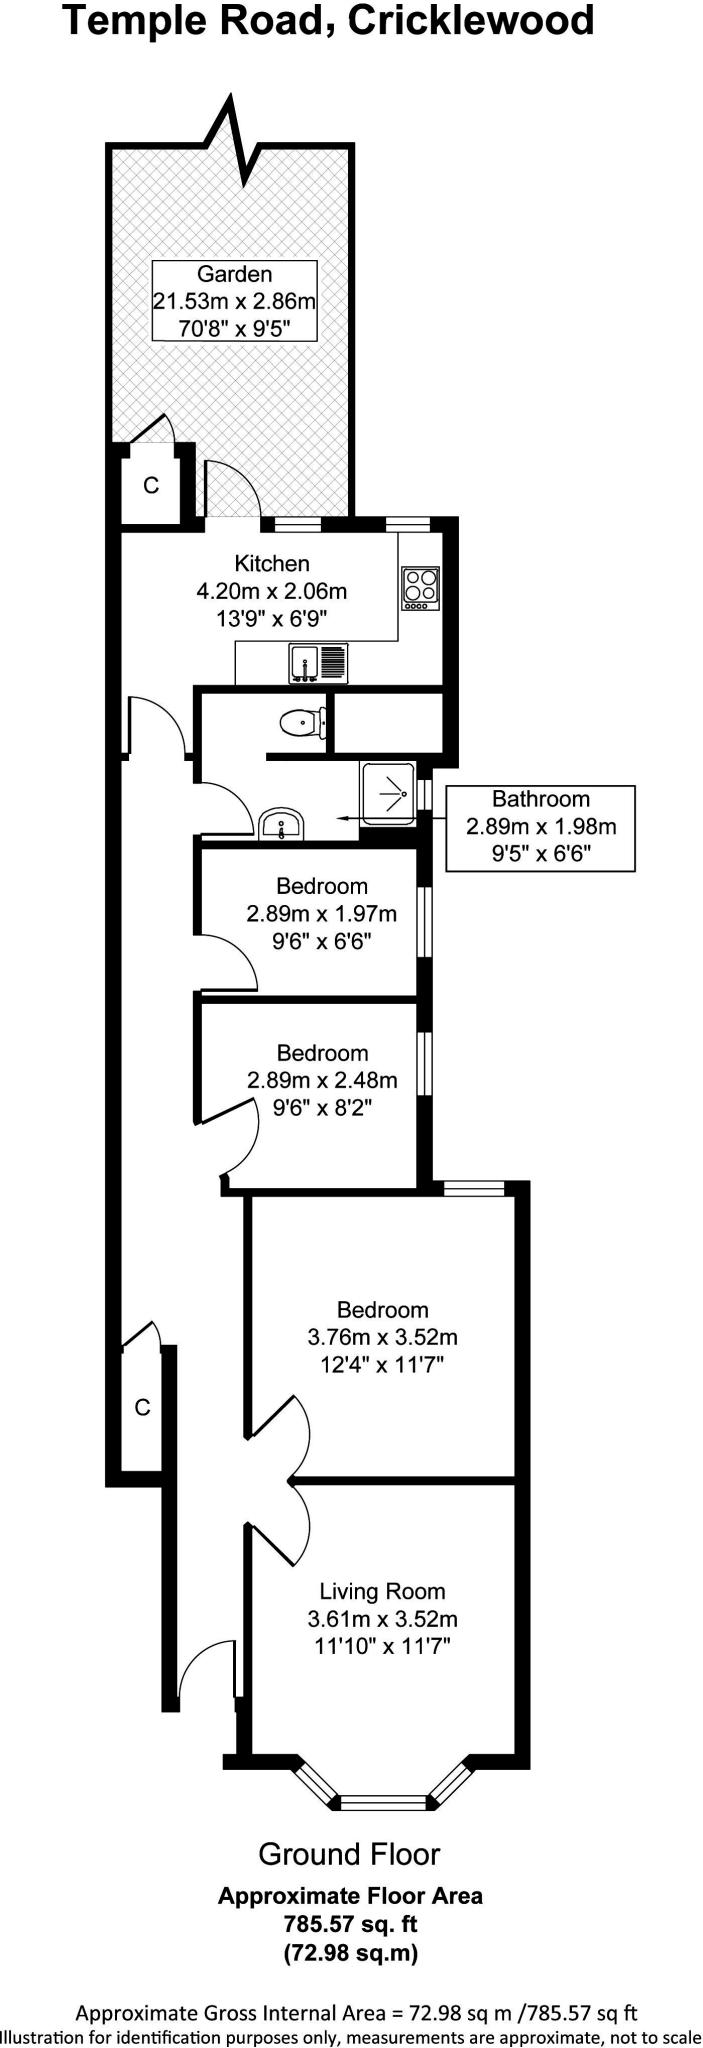 Temple Road, Cricklewood
Garden
21.53m x 2.86m
70'8" x 9'5"
C
Kitchen
4.20m x 2.06m
13'9" x 6'9"
Bathroom
2.89m x 1.98m
9'5" x 6'6"
Bedroom
2.89m x 1.97m
9'6" x 6'6"
Bedroom
2.89m x 2.48m
9'6" x 8'2"
Bedroom
3.76m x 3.52m
12'4" x 11'7"
C
Living Room
3.61m x 3.52m
11'10" x 11'7"
Ground Floor
Approximate Floor Area
785.57 sq. ft
(72.98 sq.m)
Approximate Gross Internal Area = 72.98 sq m /785.57 sq ft
Illustration for identification purposes only, measurements are approximate, not to scale